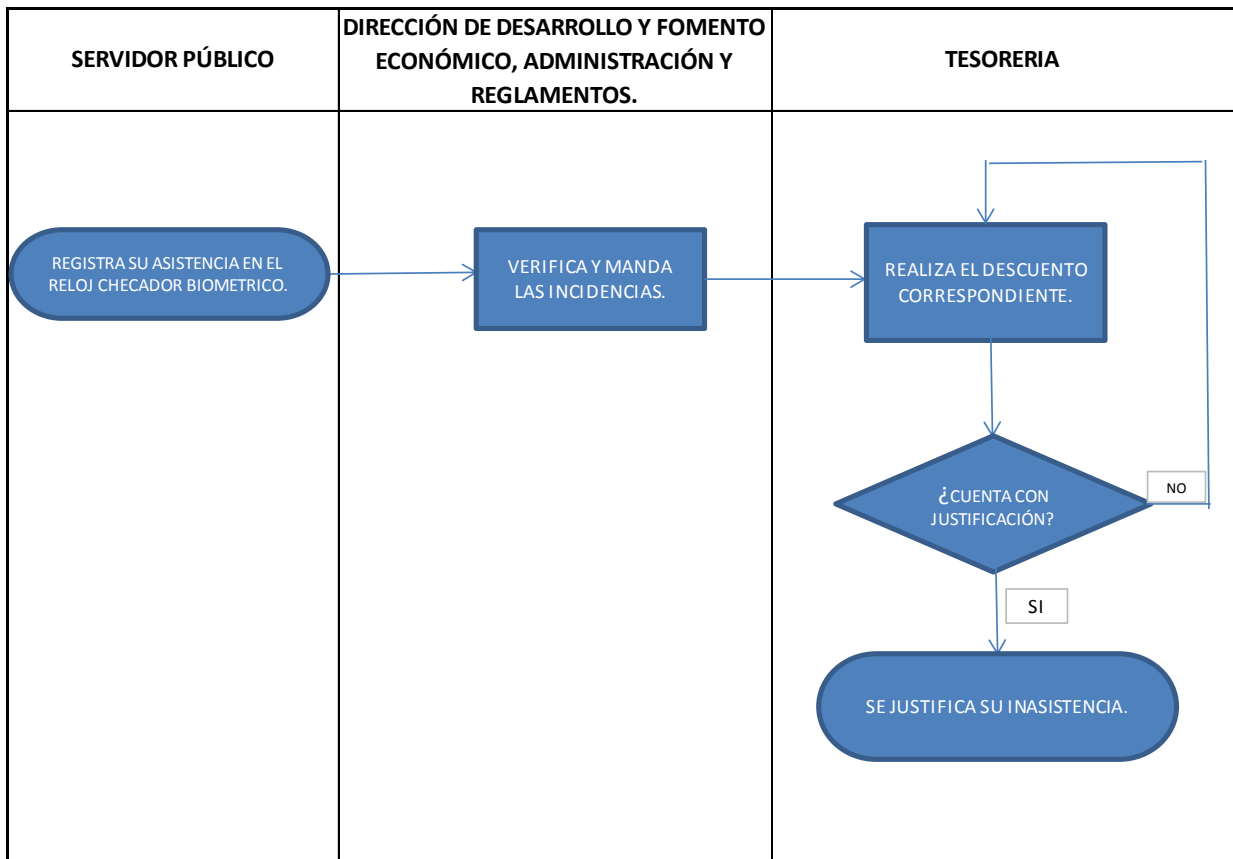 SERVIDOR PÚBLICO
DIRECCIÓN DE DESARROLLO Y FOMENTO
ECONÓMICO, ADMINISTRACIÓN Y
REGLAMENTOS.
TESORERIA
REGISTRA SU ASISTENCIA EN EL
RELOJ CHECADOR BIOMETRICO.
VERIFICA Y MANDA
LAS INCIDENCIAS.
REALIZA EL DESCUENTO
CORRESPONDIENTE.
¿CUENTA CON
JUSTIFICACIÓN?
NO
SI
SE JUSTIFICA SU INASISTENCIA.